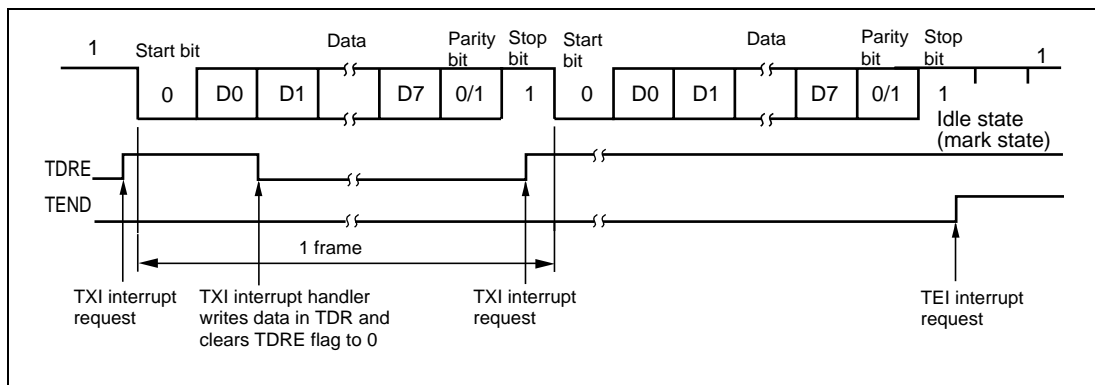 1
Start bit
Data
Parity
bit
Stop
bit
Start
bit
Data
Parity
bit
Stop
bit
1
0
D0
D1
D7
0/1
1
0
D0
D1
D7
0/1
1
Idle state
(mark state)
TDRE
TEND
1 frame
TXI interrupt
request
TXI interrupt handler
writes data in TDR and
clears TDRE flag to 0
TXI interrupt
request
TEI interrupt
request